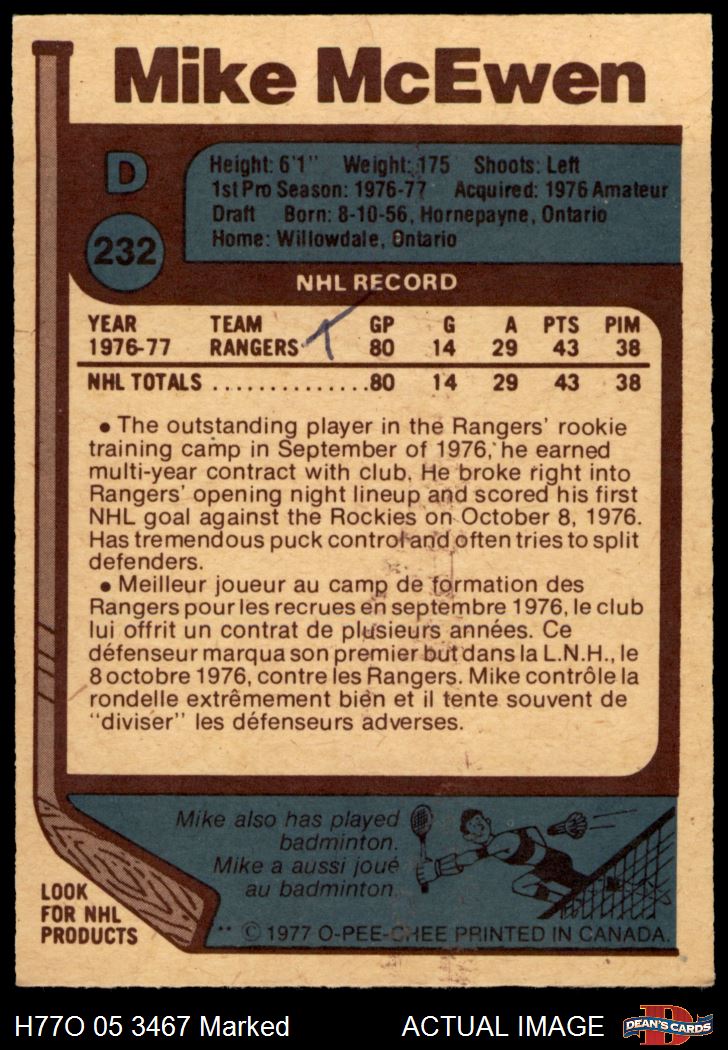 Mike McEwen
D
232
Height: 6'1" Weight: 175 Shoots: Left
1st Pro Season: 1976-77 Acquired: 1976 Amateur
Draft Born: 8-10-56, Hornepayne, Ontario
Home: Willowdale, Ontario
NHL RECORD
YEAR TEAM GP G A PTS PIM
1976-77 RANGERS 80 14 29 43 38
NHL TOTALS ..............80 14 29 43 38
• The outstanding player in the Rangers' rookie
training camp in September of 1976, he earned
multi-year contract with club. He broke right into
Rangers' opening night lineup and scored his first
NHL goal against the Rockies on October 8, 1976.
Has tremendous puck control and often tries to split
defenders.
• Meilleur joueur au camp de formation des
Rangers pour les recrues en septembre 1976, le club
lui offrit un contrat de plusieurs années. Ce
défenseur marqua son premier but dans la L.N.H., le
8 octobre 1976, contre les Rangers. Mike contrôle la
rondelle extrêmement bien et il tente souvent de
"diviser" les défenseurs adverses.
Mike also has played
badminton.
Mike a aussi joué
au badminton.
LOOK
FOR NHL
PRODUCTS
** © 1977 O-PEE-CHEE PRINTED IN CANADA.
H77O 05 3467 Marked ACTUAL IMAGE
D
DEAN'S CARDS